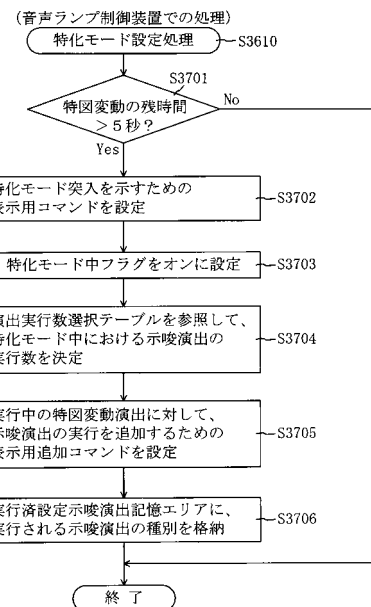 (音声ランプ制御装置での処理)
特化モード設定処理
S3610
S3701
特図変動の残時間
>5秒?
No
Yes
化モード突入を示すための
示用コマンドを設定
S3702
特化モード中フラグをオンに設定
S3703
出実行数選択テーブルを参照して、
化モード中における示唆演出の
行数を決定
S3704
行中の特図変動演出に対して、
唆演出の実行を追加するための
示用追加コマンドを設定
S3705
行済設定示唆演出記憶エリアに、
行される示唆演出の種別を格納
S3706
終了